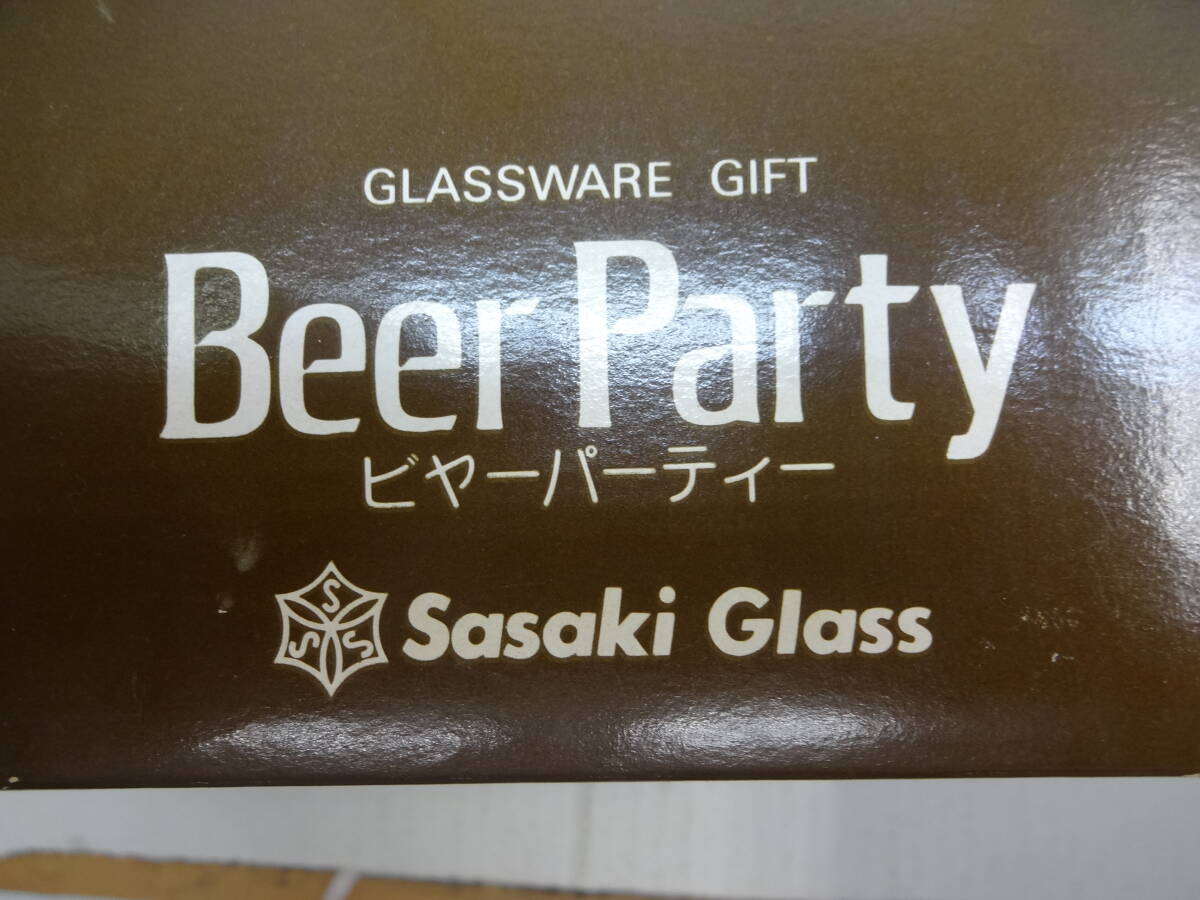 GLASSWARE GIFT
Beer Party
ビヤーパーティー
S
S S
Sasaki Glass